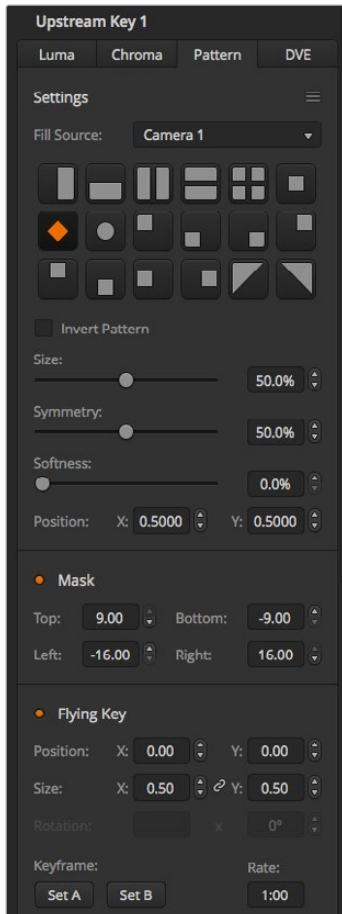 Upstream Key 1
Luma Chroma Pattern DVE
Settings
Fill Source: Camera 1
Invert Pattern
Size:
50.0%
Symmetry:
50.0%
Softness:
0.0%
Position: X: 0.5000 Y: 0.5000
Mask
Top: 9.00 Bottom: -9.00
Left: -16.00 Right: 16.00
Flying Key
Position: X: 0.00 Y: 0.00
Size: X: 0.50 Y: 0.50
Rotation: x 0°
Keyframe: Rate:
Set A Set B 1:00